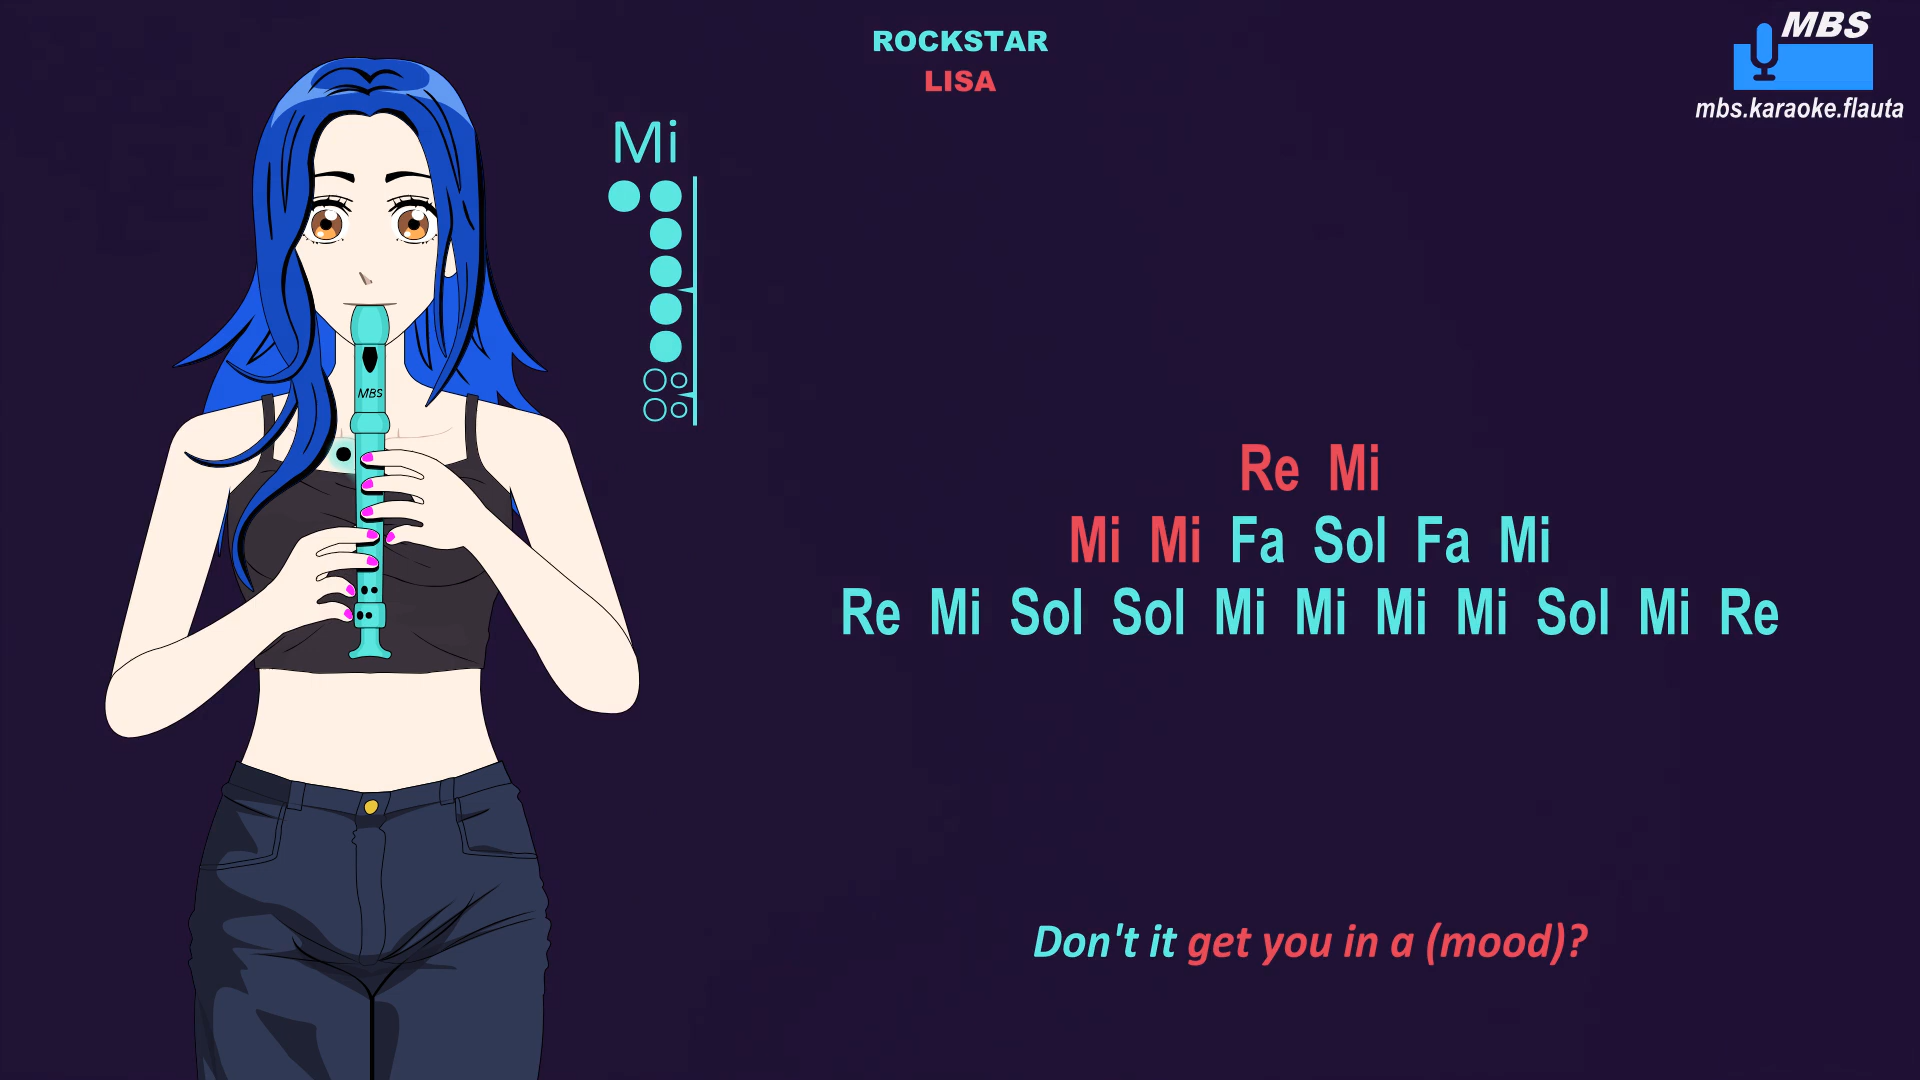 ROCKSTAR
LISA
MBS
mbs.karaoke.flauta
Mi
MBS
Re Mi
Mi Mi Fa Sol Fa Mi
Re Mi Sol Sol Mi Mi Mi Mi Sol Mi Re
Don't it get you in a (mood)?